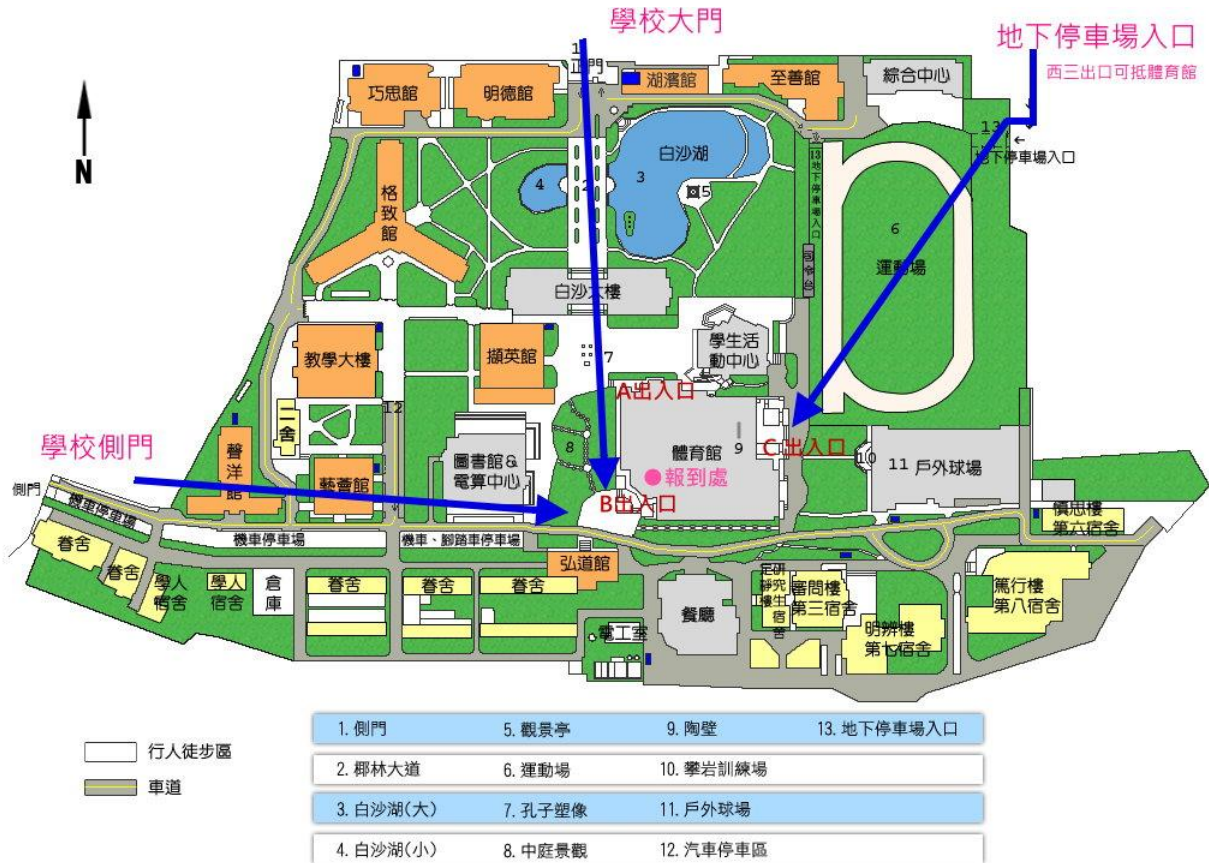 學校大門
地下停車場入口
西三出口可抵體育館
1
正門
湖濱館
至善館
綜合中心
巧思館
明德館
13
地下停車場入口
N
白沙湖
4
2
3
5
13地下停車場入口
格致館
6
運動場
白沙大樓
7
學生活動中心
教學大樓
擷英館
A出入口
二舍
12
學校側門
聲洋館
藝薈館
圖書館&
電算中心
8
體育館
9
C 出入口
10
11 戶外球場
報到處
B出入口
側門
機車停車場
機車停車場
機車、腳踏車停車場
慎思樓
第六宿舍
眷舍
眷舍
學人
宿舍
學人
宿舍
倉庫
眷舍
眷舍
眷舍
弘道館
餐廳
電工室
研究生宿舍
定靜樓
審問樓
第三宿舍
明辨樓
第七宿舍
篤行樓
第八宿舍
行人徒步區
車道
1. 側門 5. 觀景亭 9. 陶壁 13. 地下停車場入口
2. 椰林大道 6. 運動場 10. 攀岩訓練場
3. 白沙湖(大) 7. 孔子塑像 11. 戶外球場
4. 白沙湖(小) 8. 中庭景觀 12. 汽車停車區